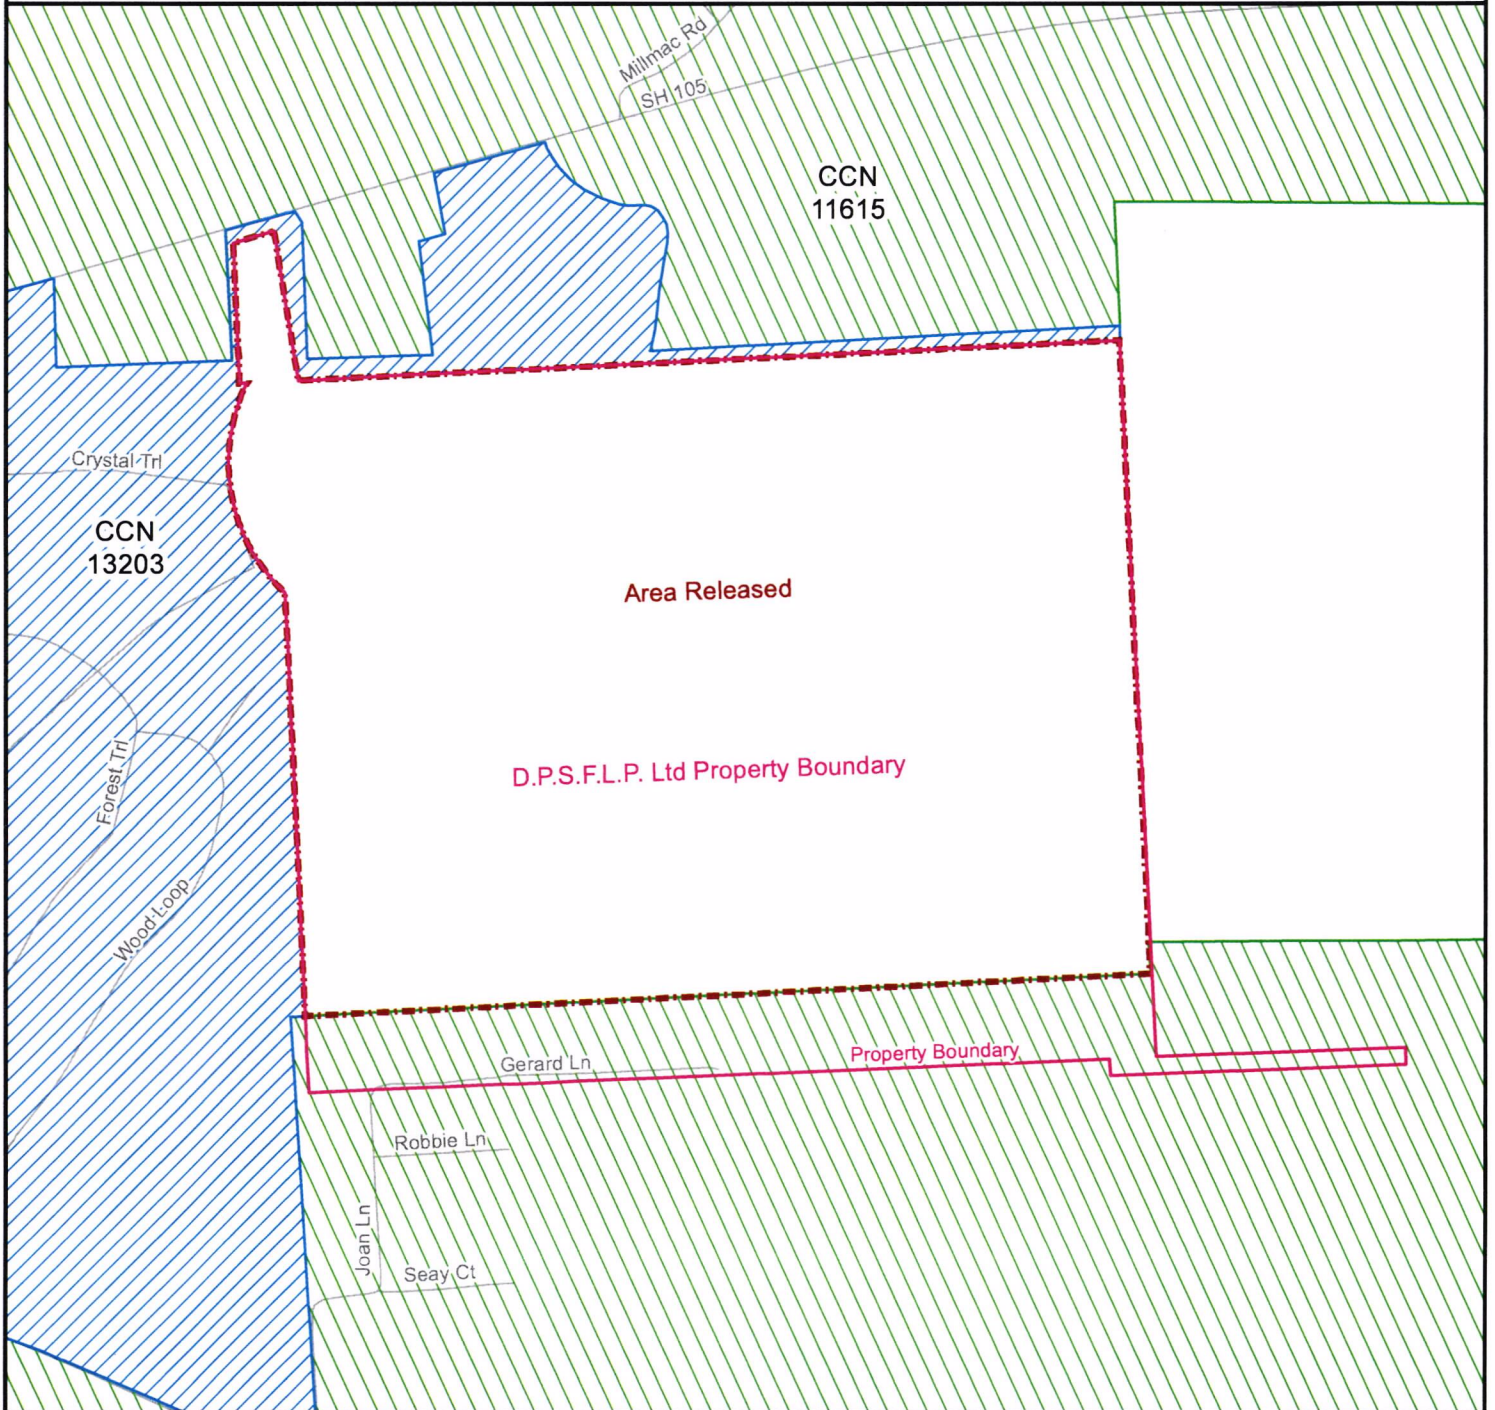 Millmac Rd
SH 105
CCN
11615
Crystal Trl
CCN
13203
Area Released
D.P.S.F.L.P. Ltd Property Boundary
Forest Trl
Wood Loop
Property Boundary
Gerard Ln
Robbie Ln
Joan Ln
Seay Ct